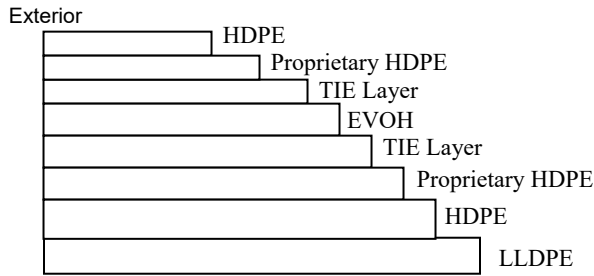 Exterior
HDPE
Proprietary HDPE
TIE Layer
EVOH
TIE Layer
Proprietary HDPE
HDPE
LLDPE